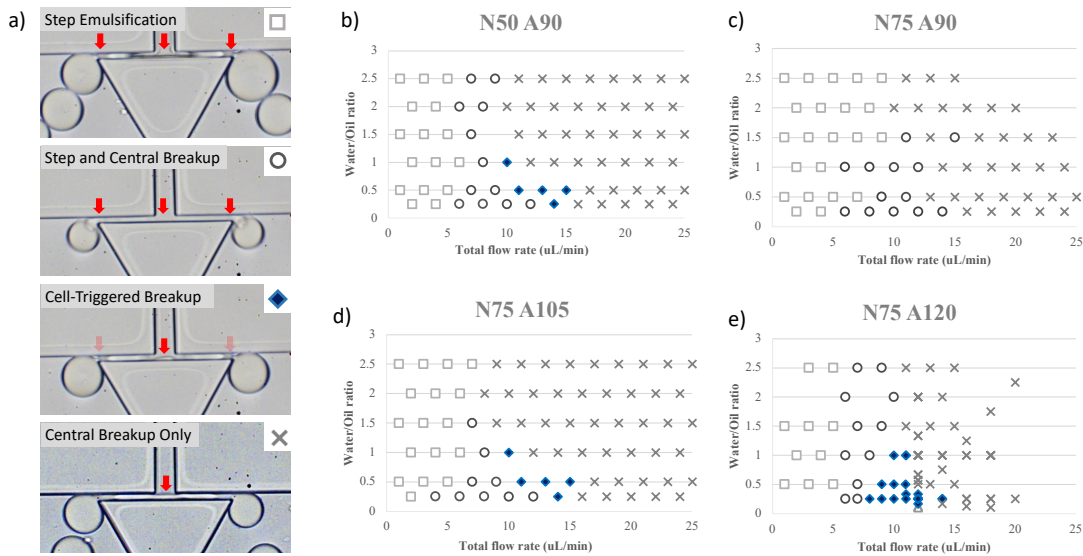 a)
Step Emulsification
Step and Central Breakup
Cell-Triggered Breakup
Central Breakup Only
b)
N50 A90
Water/Oil ratio
3
2.5
2
1.5
1
0.5
0
0 5 10 15 20 25
Total flow rate (uL/min)
c)
N75 A90
Water/Oil ratio
3
2.5
2
1.5
1
0.5
0
0 5 10 15 20 25
Total flow rate (uL/min)
d)
N75 A105
Water/Oil ratio
3
2.5
2
1.5
1
0.5
0
0 5 10 15 20 25
Total flow rate (uL/min)
e)
N75 A120
Water/Oil ratio
3
2.5
2
1.5
1
0.5
0
0 5 10 15 20 25
Total flow rate (uL/min)